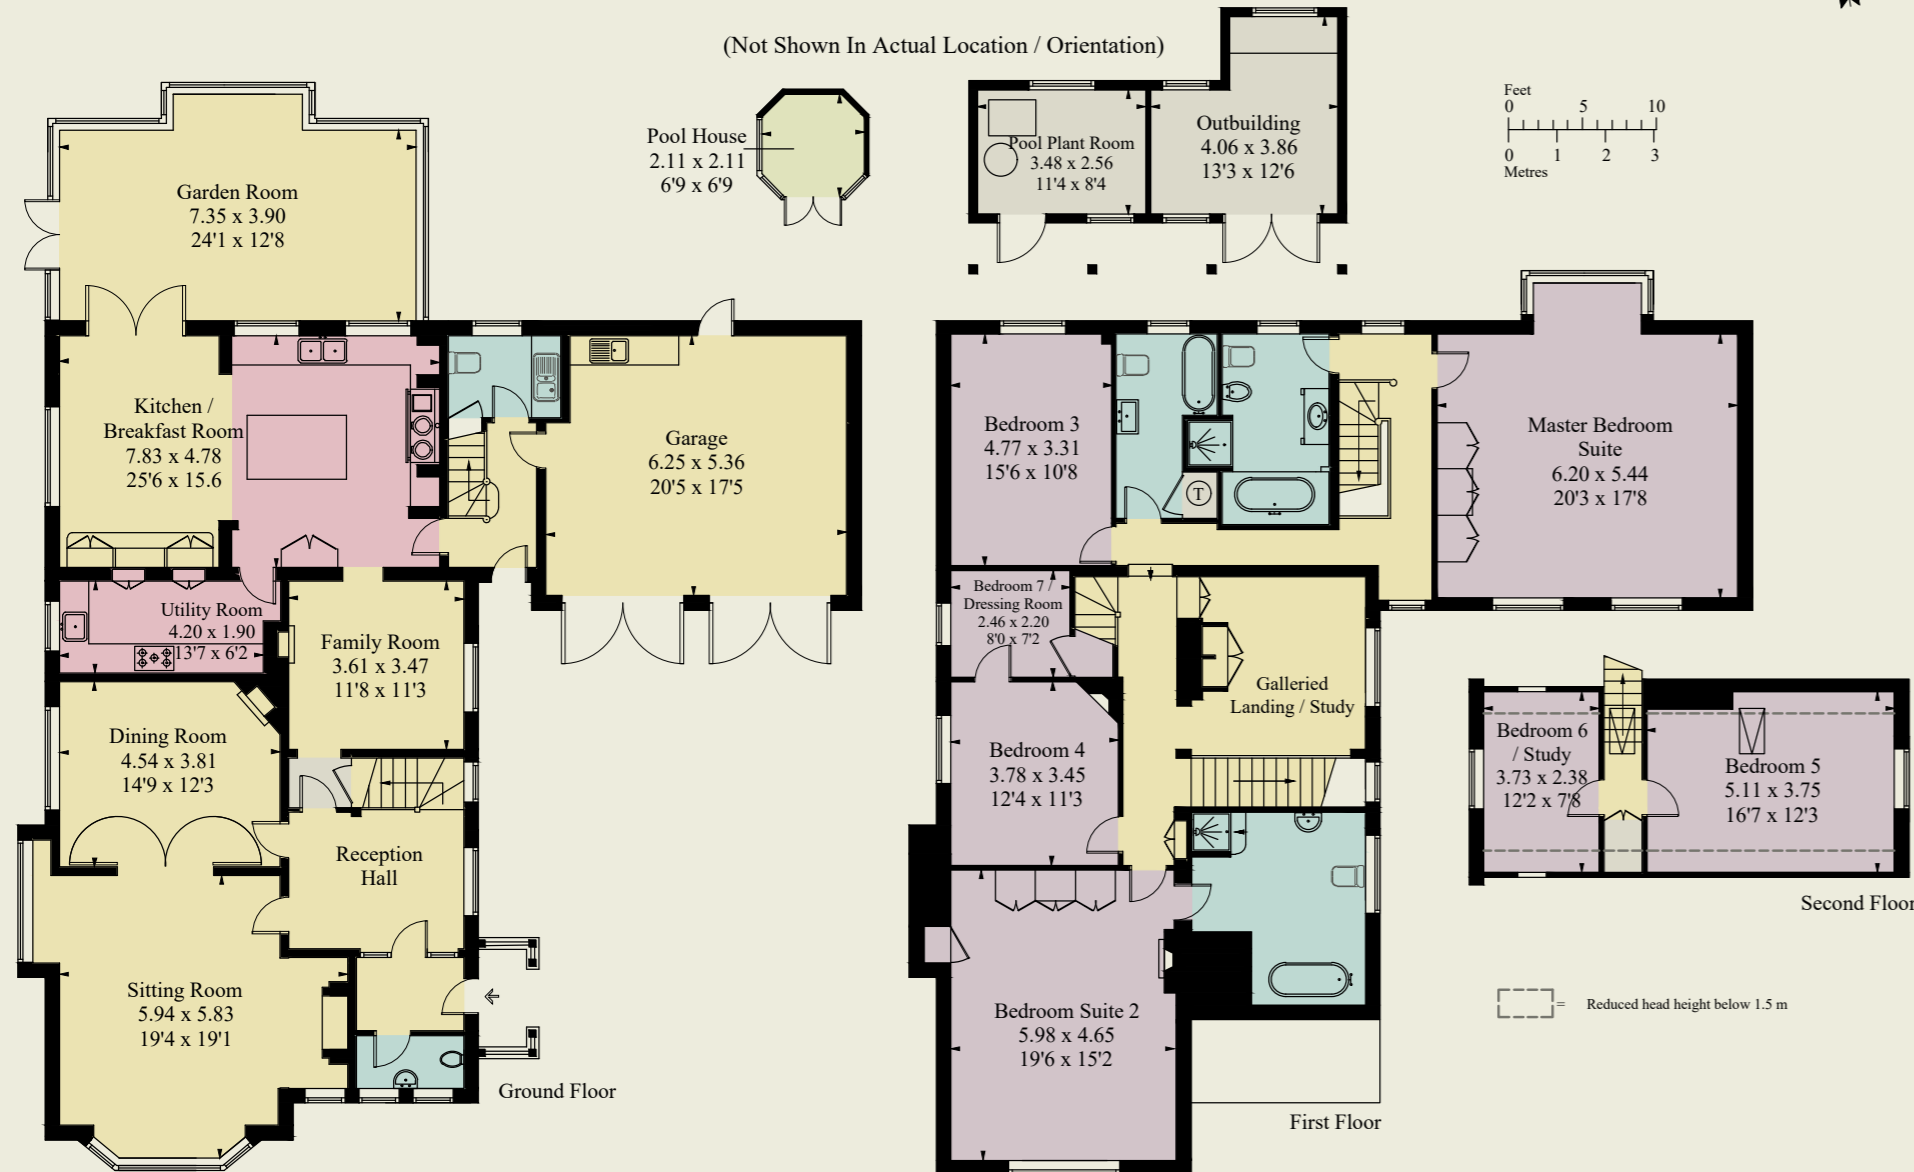 (Not Shown In Actual Location / Orientation)
Pool House
2.11 x 2.11
6'9 x 6'9
Pool Plant Room
3.48 x 2.56
11'4 x 8'4
Outbuilding
4.06 x 3.86
13'3 x 12'6
Feet
0 5 10
0 1 2 3
Metres
Garden Room
7.35 x 3.90
24'1 x 12'8
Kitchen /
Breakfast Room
7.83 x 4.78
25'6 x 15.6
Garage
6.25 x 5.36
20'5 x 17'5
Utility Room
4.20 x 1.90
13'7 x 6'2
Family Room
3.61 x 3.47
11'8 x 11'3
Dining Room
4.54 x 3.81
14'9 x 12'3
Reception
Hall
Sitting Room
5.94 x 5.83
19'4 x 19'1
Ground Floor
Bedroom 3
4.77 x 3.31
15'6 x 10'8
T
Master Bedroom
Suite
6.20 x 5.44
20'3 x 17'8
Bedroom 7 /
Dressing Room
2.46 x 2.20
8'0 x 7'2
Galleried
Landing / Study
Bedroom 4
3.78 x 3.45
12'4 x 11'3
Bedroom Suite 2
5.98 x 4.65
19'6 x 15'2
First Floor
Bedroom 6
/ Study
3.73 x 2.38
12'2 x 7'8
Bedroom 5
5.11 x 3.75
16'7 x 12'3
Second Floor
= Reduced head height below 1.5 m